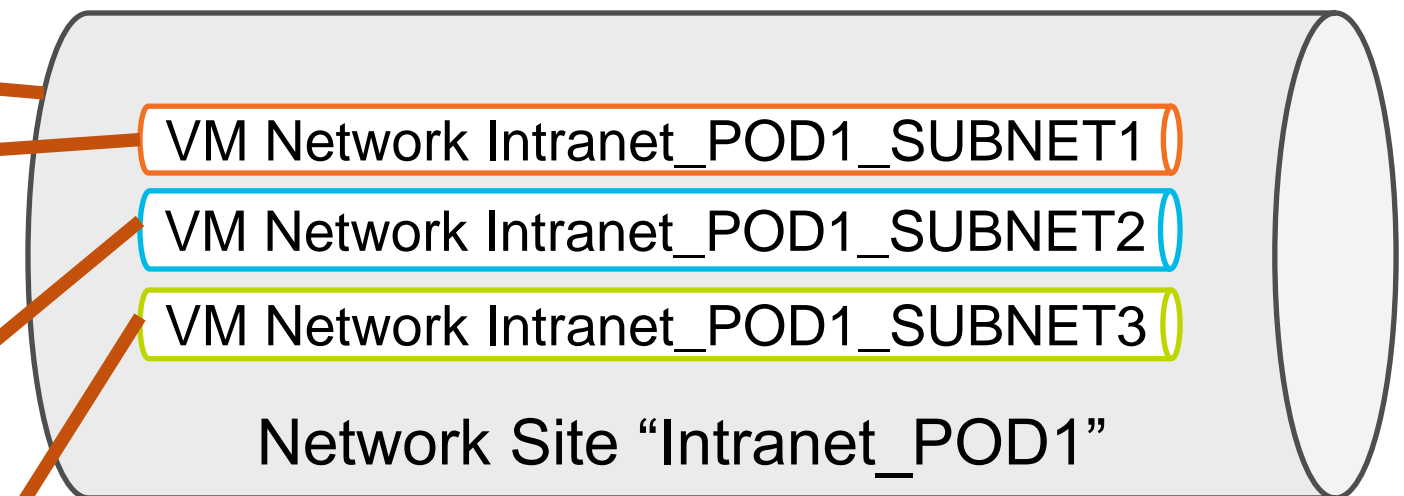 VM Network Intranet_POD1_SUBNET1
VM Network Intranet_POD1_SUBNET2
VM Network Intranet_POD1_SUBNET3
Network Site “Intranet_POD1”